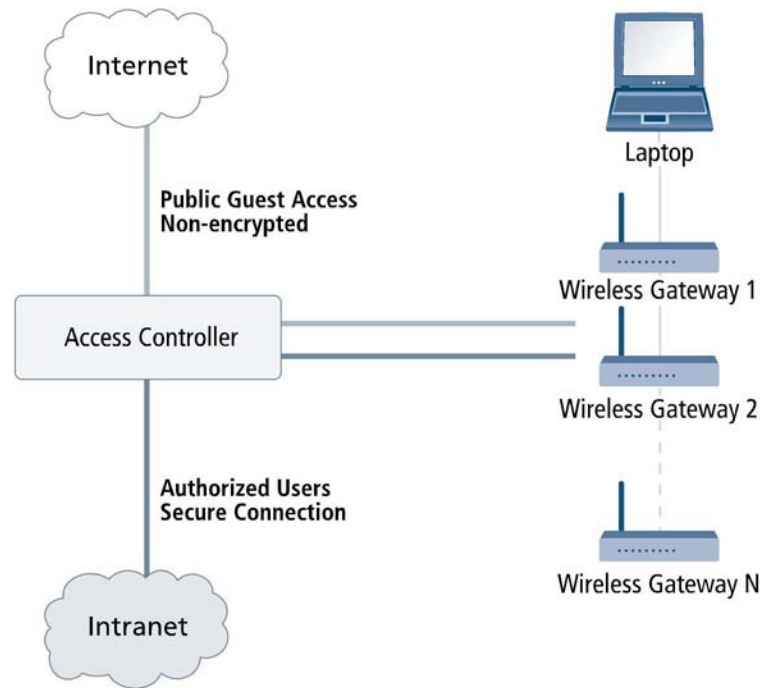 Internet
Laptop
Public Guest Access
Non-encrypted
Wireless Gateway 1
Access Controller
Wireless Gateway 2
Authorized Users
Secure Connection
Wireless Gateway N
Intranet